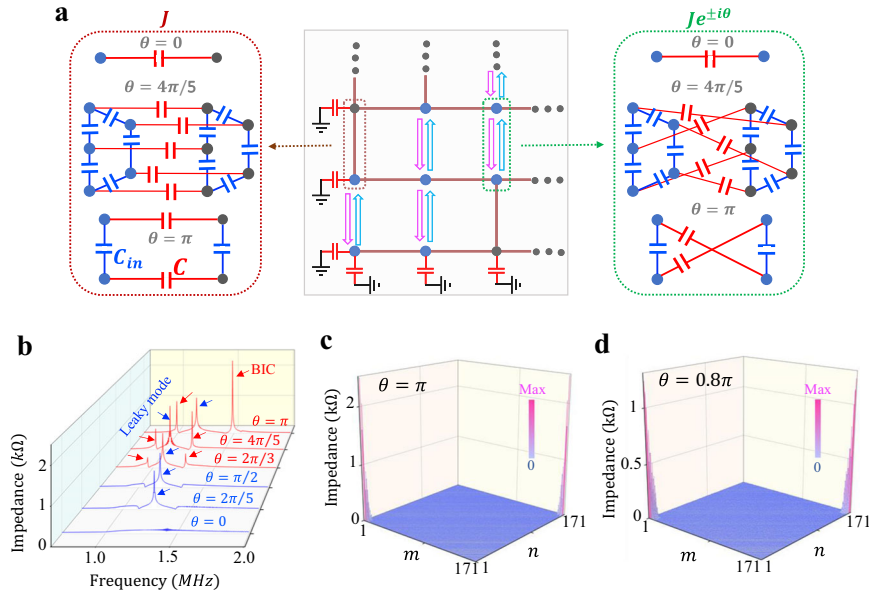 a
J
θ = 0
θ = 4π/5
θ = π
C_in
C
Je^{±iθ}
θ = 0
θ = 4π/5
θ = π
b
Impedance (kΩ)
2
1
0
1.0
1.5
2.0
Frequency (MHz)
Leaky mode
BIC
θ = π
θ = 4π/5
θ = 2π/3
θ = π/2
θ = 2π/5
θ = 0
c
θ = π
Max
0
Impedance (kΩ)
2
1
0
1
171
m
171
1
n
d
θ = 0.8π
Max
0
Impedance (kΩ)
1
0.5
0
1
171
m
171
1
n